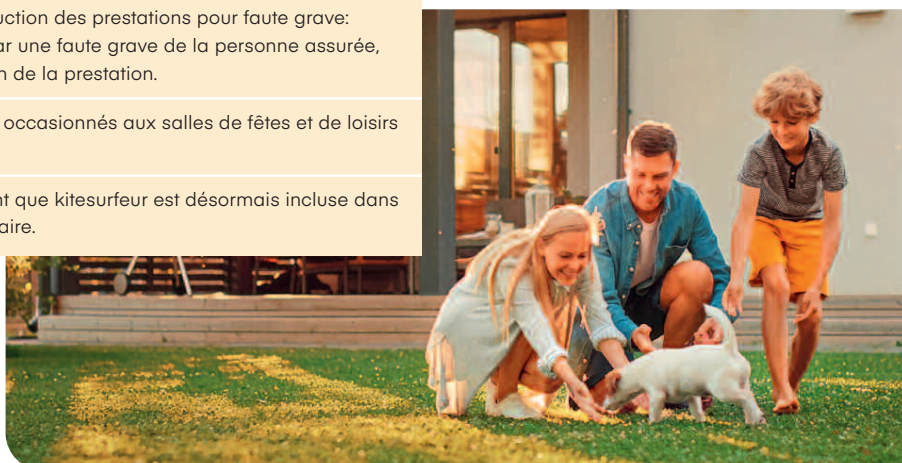 uction des prestations pour faute grave:
ar une faute grave de la personne assurée,
n de la prestation.
occasionnés aux salles de fêtes et de loisirs
nt que kitesurfeur est désormais incluse dans
aire.